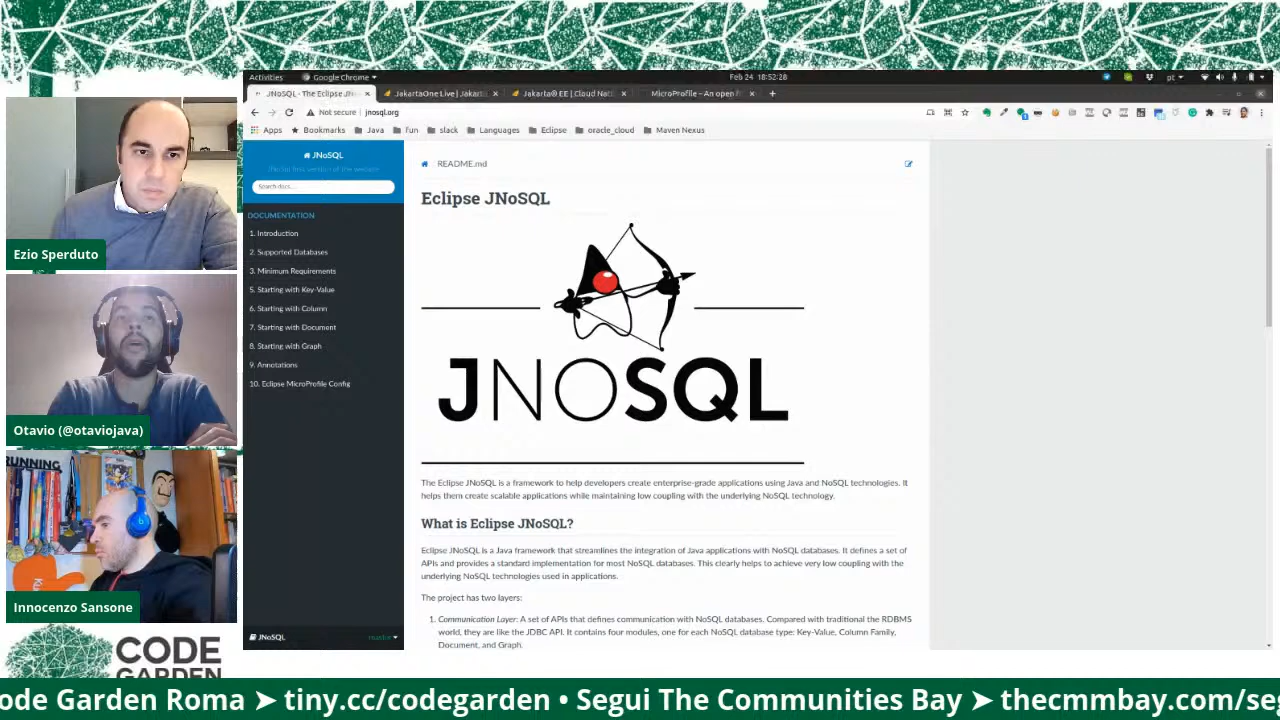 Activities
Google Chrome
Feb 24 18:52:28
pt
JNoSQL - The Eclipse JN
JakartaOne Live | Jakart
Jakarta® EE | Cloud Nat
MicroProfile - An open f
Not secure | jnosql.org
Apps
Bookmarks
Java
fun
slack
Languages
Eclipse
oracle_cloud
Maven Nexus
JNoSQL
Search docs...
DOCUMENTATION
1. Introduction
2. Supported Databases
3. Minimum Requirements
5. Starting with Key-Value
6. Starting with Column
7. Starting with Document
8. Starting with Graph
9. Annotations
10. Eclipse MicroProfile Config
JNoSQL
master
README.md
Eclipse JNoSQL
JNOSQL
The Eclipse JNoSQL is a framework to help developers create enterprise-grade applications using Java and NoSQL technologies. It
helps them create scalable applications while maintaining low coupling with the underlying NoSQL technology.
What is Eclipse JNoSQL?
Eclipse JNoSQL is a Java framework that streamlines the integration of Java applications with NoSQL databases. It defines a set of
APIs and provides a standard implementation for most NoSQL databases. This clearly helps to achieve very low coupling with the
underlying NoSQL technologies used in applications.
The project has two layers:
1. Communication Layer: A set of APIs that defines communication with NoSQL databases. Compared with traditional the RDBMS
world, they are like the JDBC API. It contains four modules, one for each NoSQL database type: Key-Value, Column Family,
Document, and Graph.
Ezio Sperduto
Otavio (@otaviojava)
RUNNING
Innocenzo Sansone
CODE
GARDEN
ode Garden Roma ➤ tiny.cc/codegarden • Segui The Communities Bay ➤ thecmmbay.com/seg